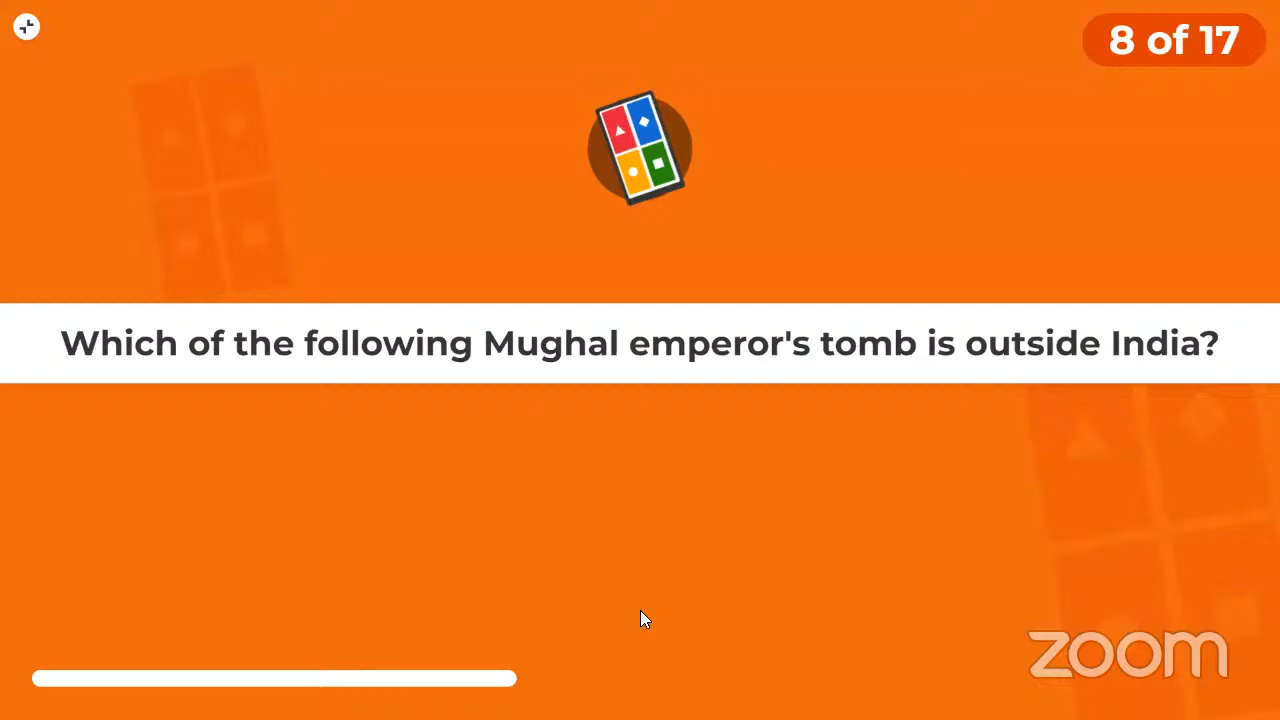 8 of 17
Which of the following Mughal emperor's tomb is outside India?
zoom